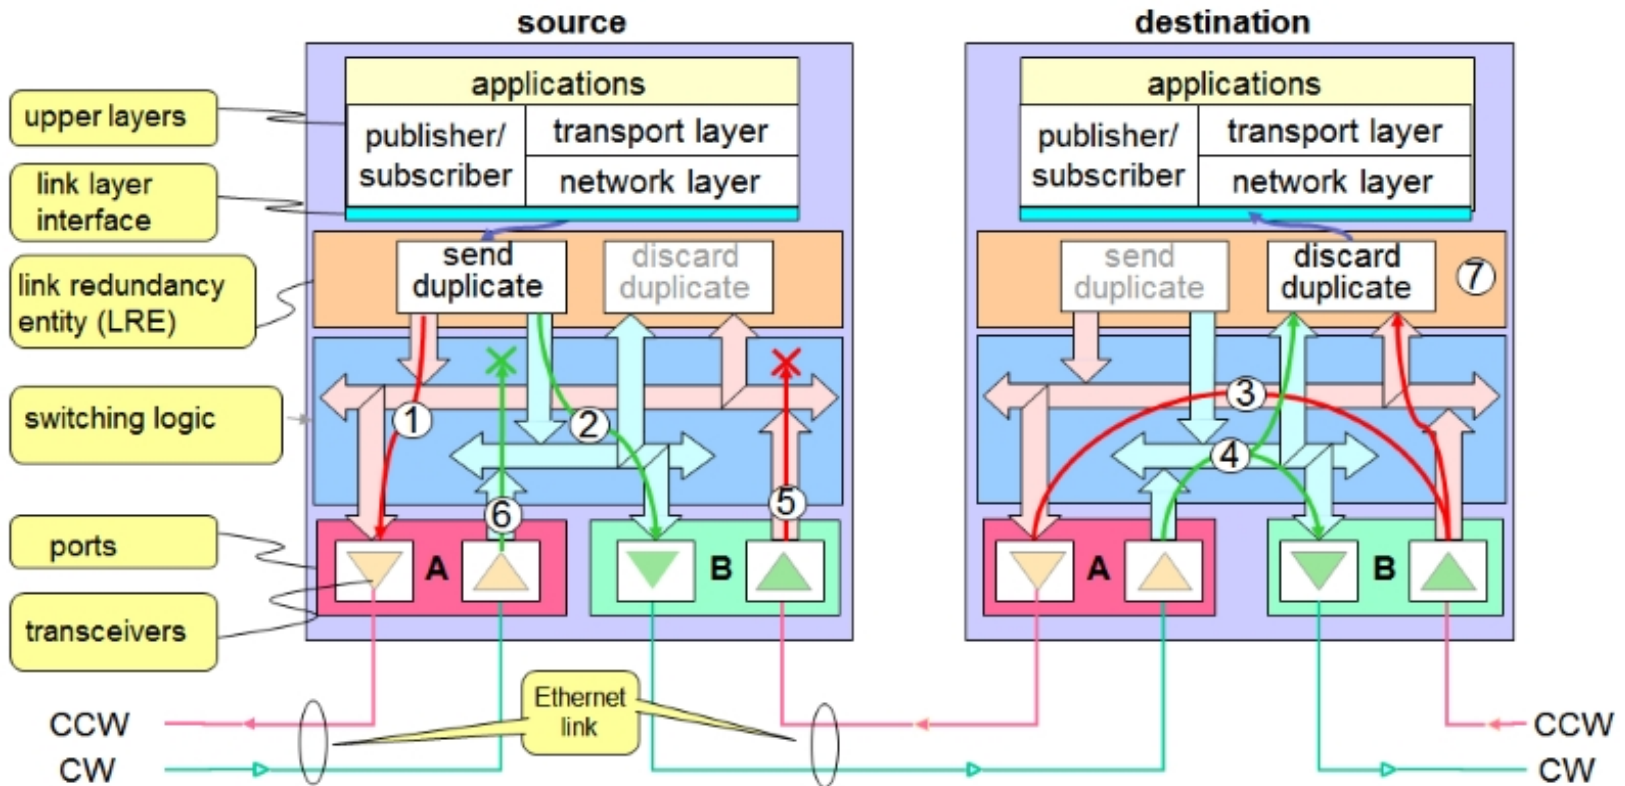 source
destination
applications
applications
upper layers
publisher/
subscriber
transport layer
network layer
publisher/
subscriber
transport layer
network layer
link layer
interface
link redundancy
entity (LRE)
send
duplicate
discard
duplicate
send
duplicate
discard
duplicate
7
switching logic
1
2
3
4
5
6
ports
A
B
A
B
transceivers
Ethernet
link
CCW
CW
CCW
CW